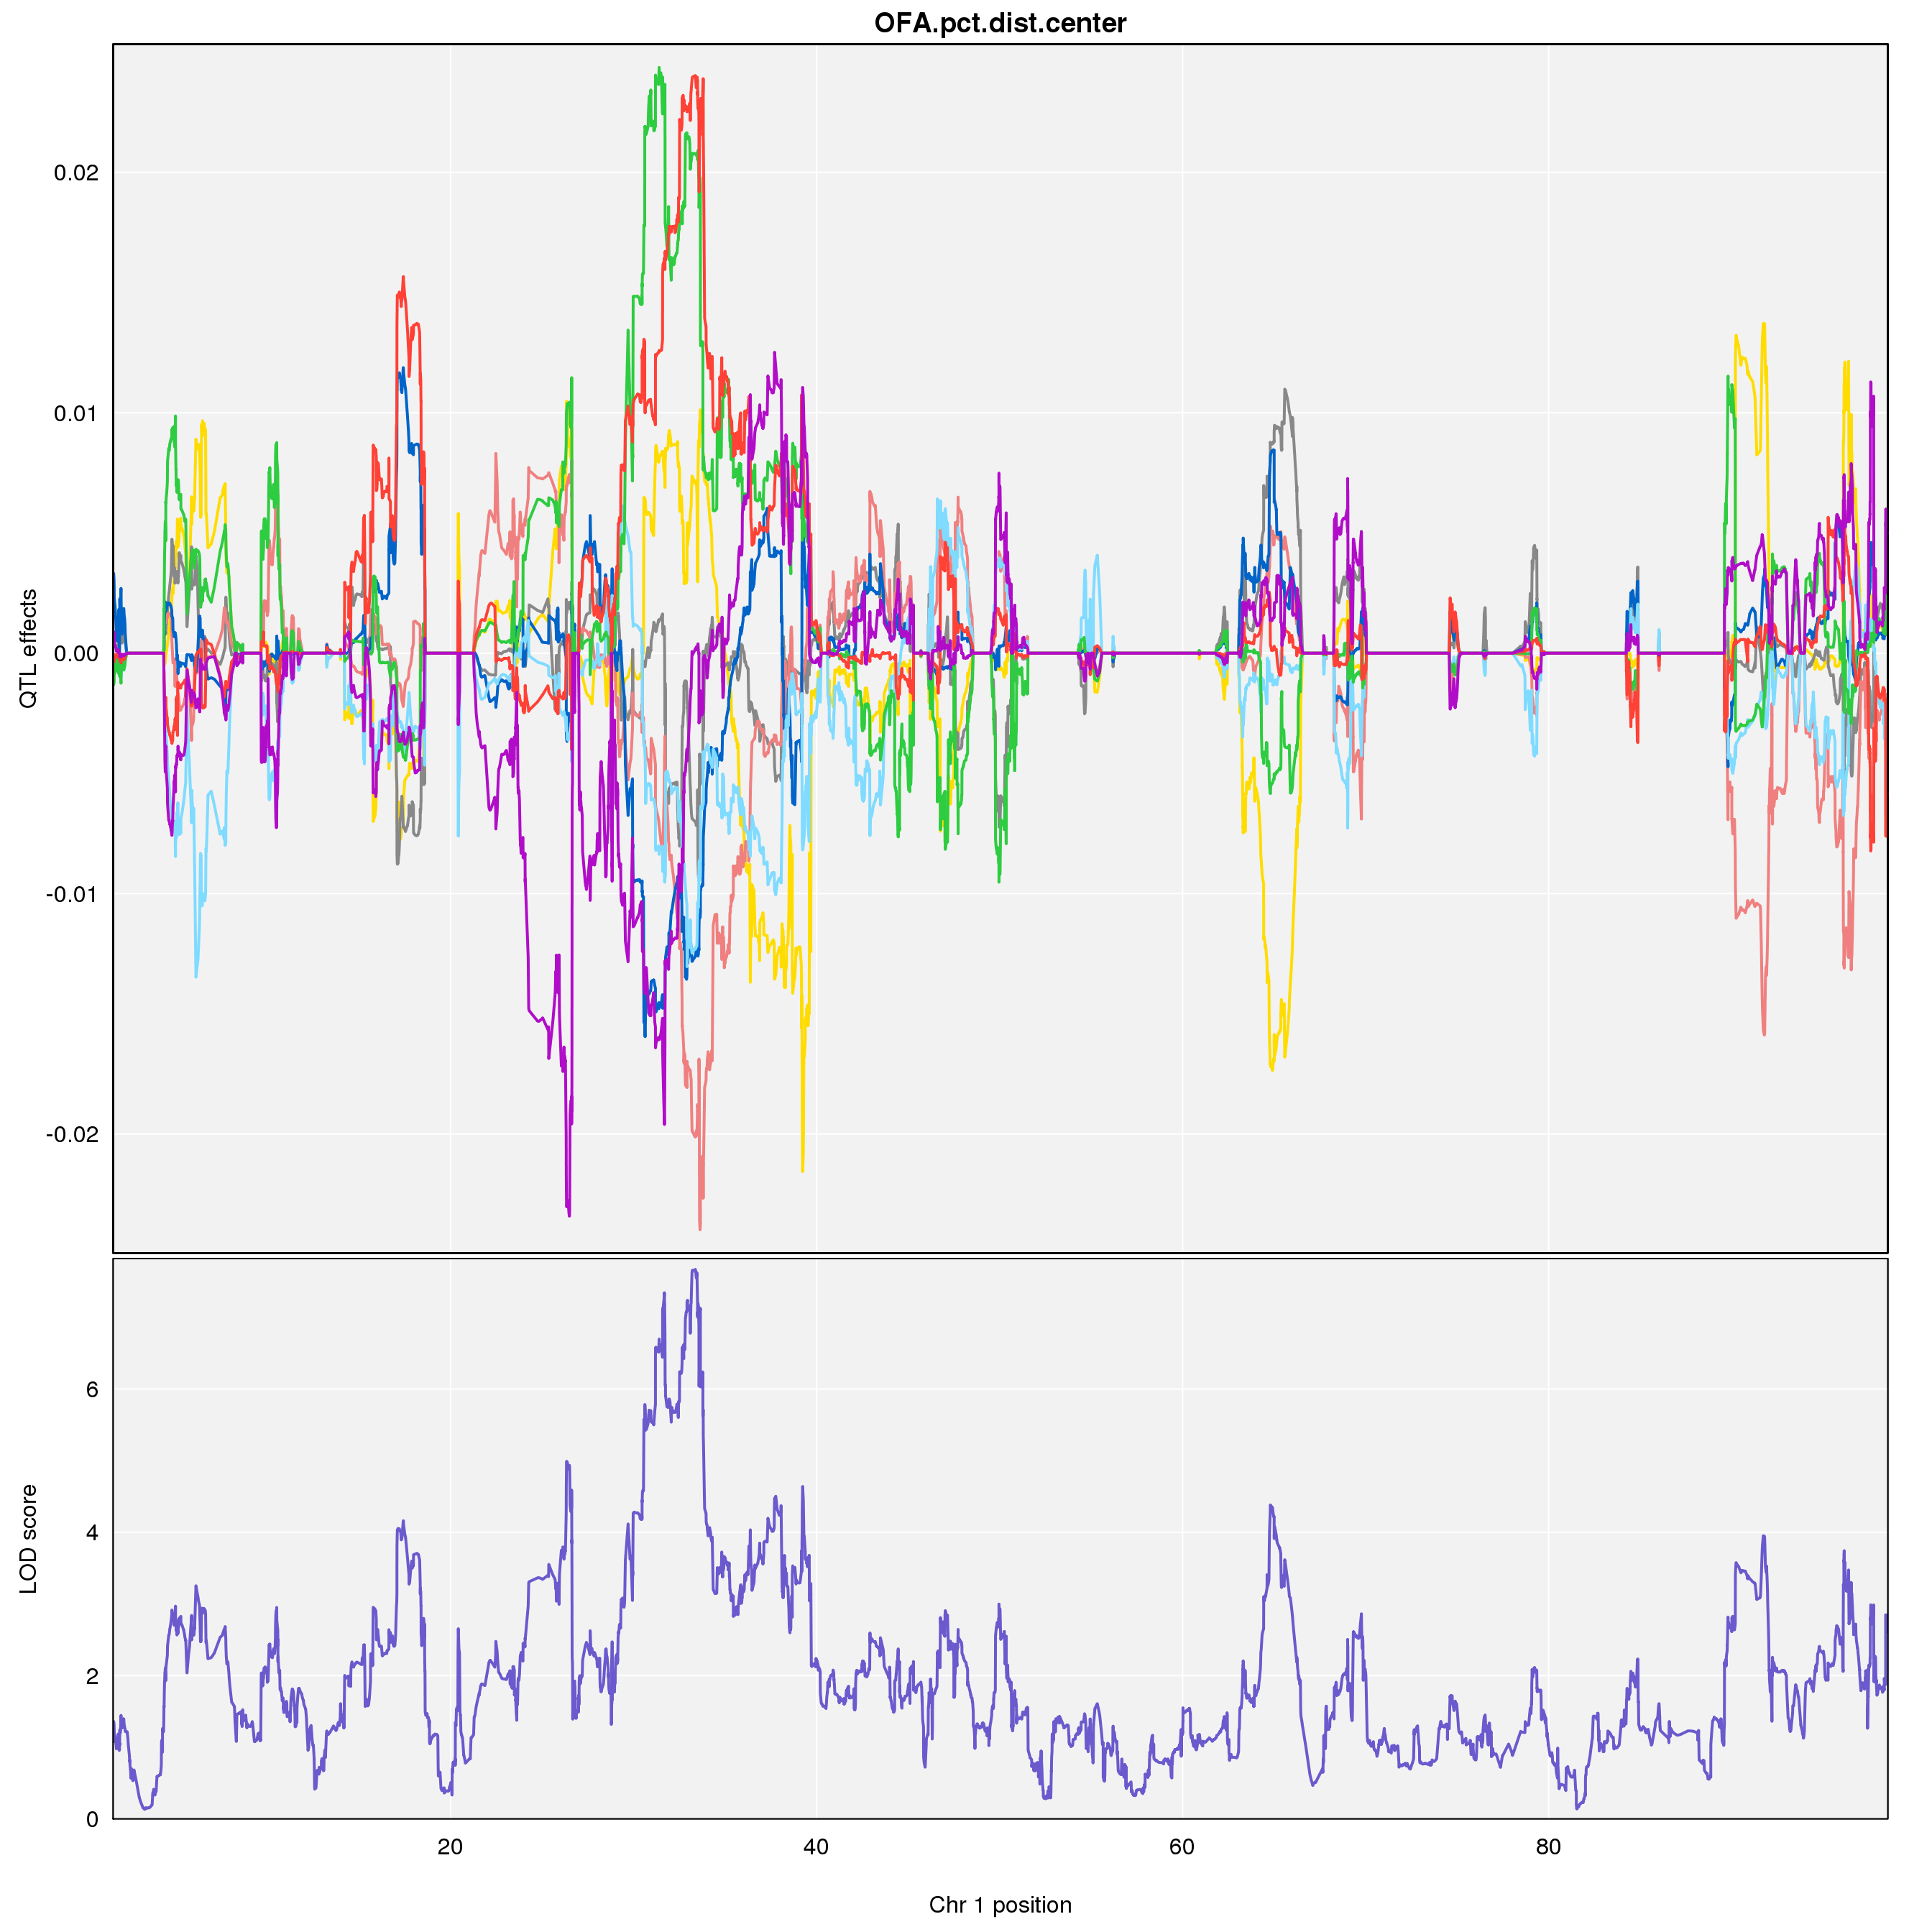 OFA.pct.dist.center
QTL effects
0.02
0.01
0.00
-0.01
-0.02
LOD score
6
4
2
0
20 40 60 80
Chr 1 position